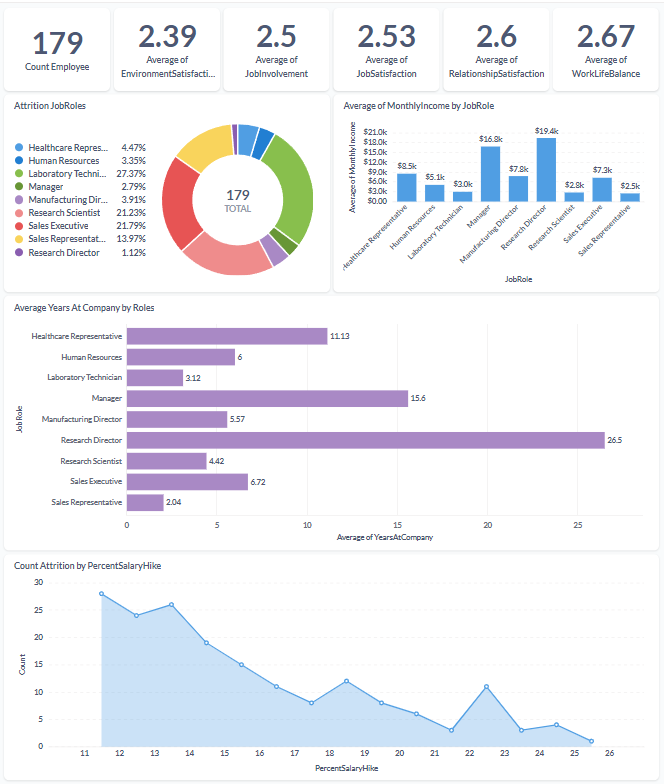 179
Count Employee
2.39
Average of
EnvironmentSatisfacti...
2.5
Average of
JobInvolvement
2.53
Average of
JobSatisfaction
2.6
Average of
RelationshipSatisfaction
2.67
Average of
WorkLifeBalance
Attrition JobRoles
Healthcare Repres... 4.47%
Human Resources 3.35%
Laboratory Techni... 27.37%
Manager 2.79%
Manufacturing Dir... 3.91%
Research Scientist 21.23%
Sales Executive 21.79%
Sales Representat... 13.97%
Research Director 1.12%
179
TOTAL
Average of MonthlyIncome by JobRole
Average of MonthlyIncome
$21.0k
$18.0k
$15.0k
$12.0k
$9.00k
$6.0k
$3.0k
$0.00
$8.5k
$5.1k
$3.0k
$16.8k
$7.8k
$19.4k
$2.8k
$7.3k
$2.5k
Healthcare Representative
Human Resources
Laboratory Technician
Manager
Manufacturing Director
Research Director
Research Scientist
Sales Executive
Sales Representative
JobRole
Average Years At Company by Roles
JobRole
Healthcare Representative 11.13
Human Resources 6
Laboratory Technician 3.12
Manager 15.6
Manufacturing Director 5.57
Research Director 26.5
Research Scientist 4.42
Sales Executive 6.72
Sales Representative 2.04
0 5 10 15 20 25
Average of YearsAtCompany
Count Attrition by PercentSalaryHike
Count
30
25
20
15
10
5
0
11 12 13 14 15 16 17 18 19 20 21 22 23 24 25 26
PercentSalaryHike